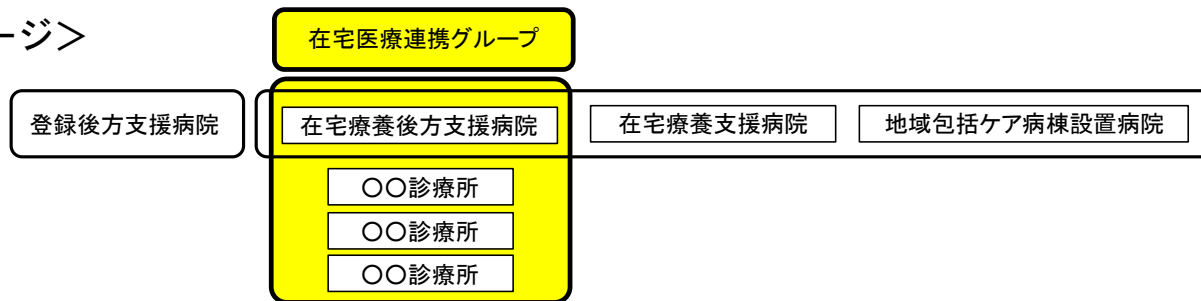 ージ＞
在宅医療連携グループ
登録後方支援病院
在宅療養後方支援病院
在宅療養支援病院
地域包括ケア病棟設置病院
〇〇診療所
〇〇診療所
〇〇診療所